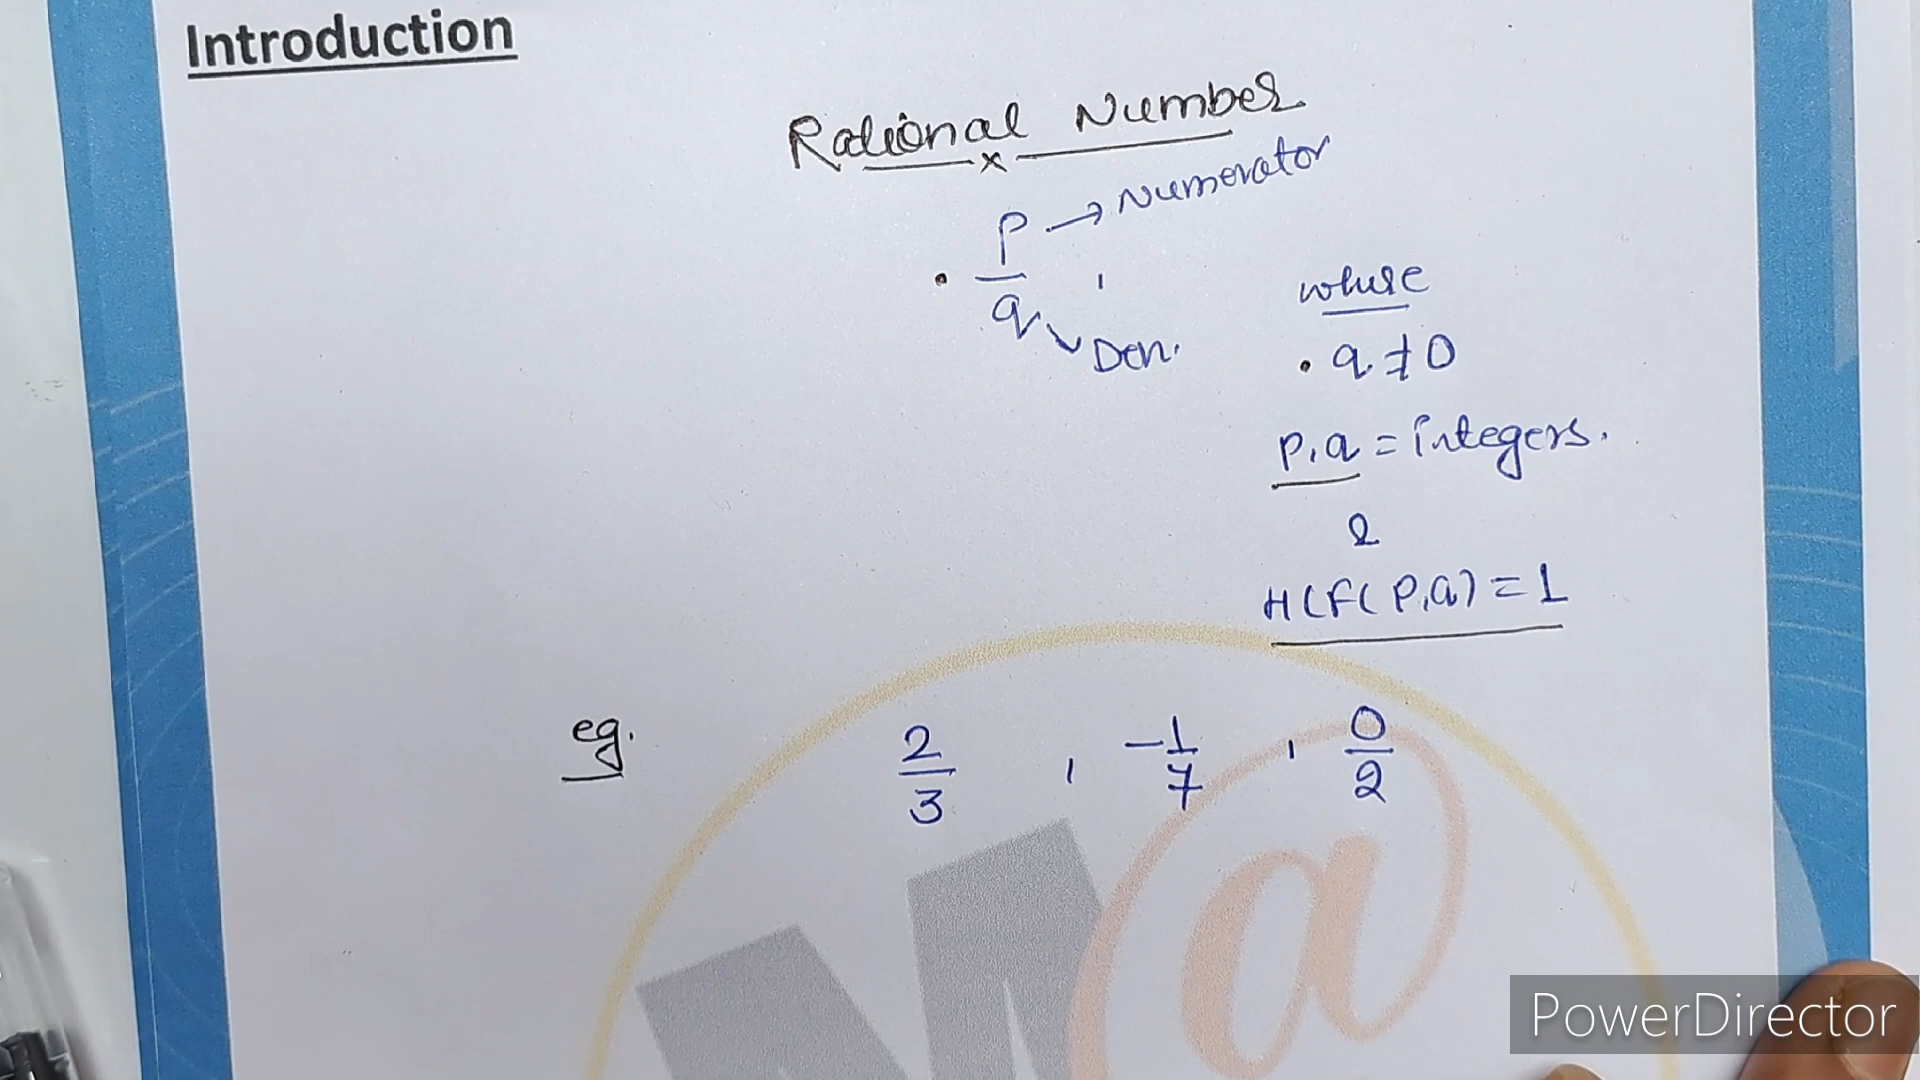 Introduction
Rational Number
x
p → Numerator
q ↘ Den.
where
• q ≠ 0
p, q = integers.
&
HCF( P, q) = 1
eg. 2/3 , -1/7 , 0/2
M@
PowerDirector